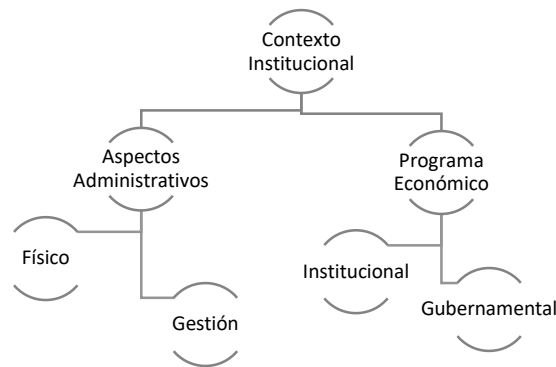 Contexto
Institucional
Aspectos
Administrativos
Programa
Económico
Físico
Gestión
Institucional
Gubernamental